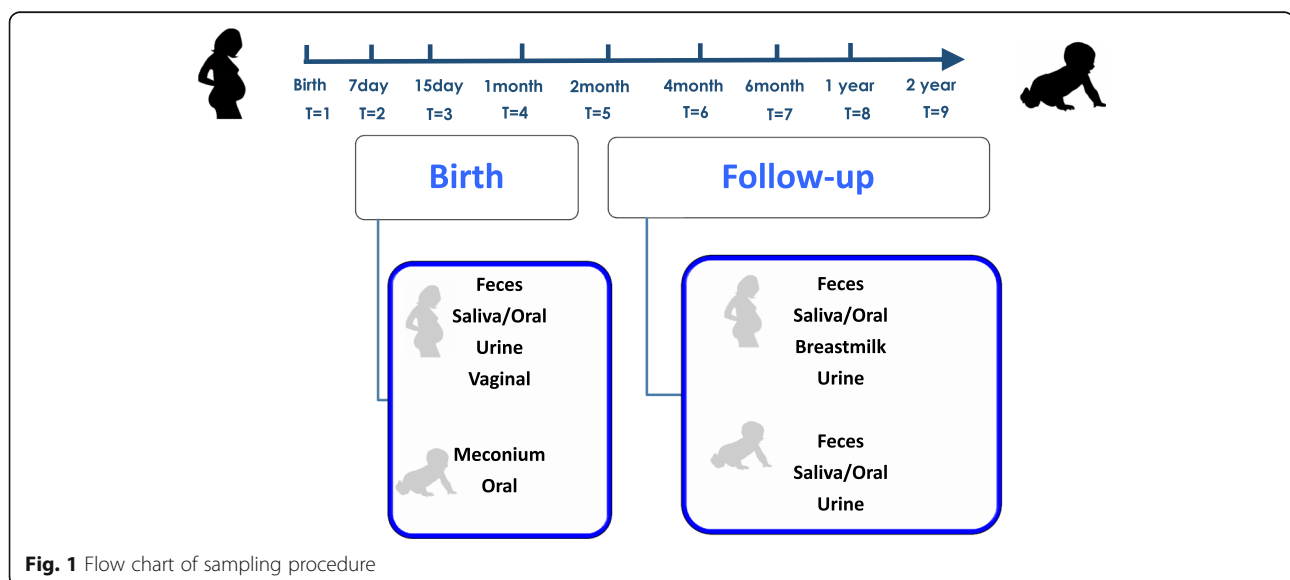 Birth 7day 15day 1month 2month 4month 6month 1 year 2 year
T=1 T=2 T=3 T=4 T=5 T=6 T=7 T=8 T=9
Birth
Follow-up
Feces
Saliva/Oral
Urine
Vaginal
Meconium
Oral
Feces
Saliva/Oral
Breastmilk
Urine
Feces
Saliva/Oral
Urine
Fig. 1 Flow chart of sampling procedure